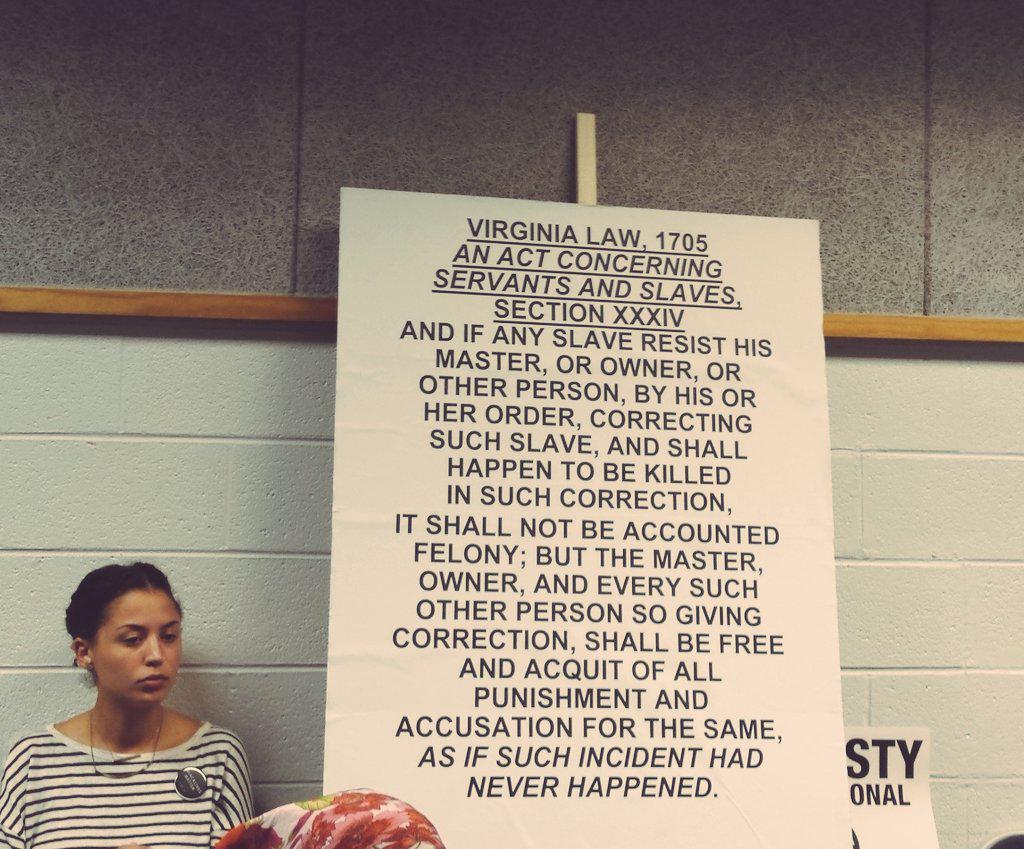 VIRGINIA LAW, 1705
AN ACT CONCERNING
SERVANTS AND SLAVES,
SECTION XXXIV
AND IF ANY SLAVE RESIST HIS
MASTER, OR OWNER, OR
OTHER PERSON, BY HIS OR
HER ORDER, CORRECTING
SUCH SLAVE, AND SHALL
HAPPEN TO BE KILLED
IN SUCH CORRECTION,
IT SHALL NOT BE ACCOUNTED
FELONY; BUT THE MASTER,
OWNER, AND EVERY SUCH
OTHER PERSON SO GIVING
CORRECTION, SHALL BE FREE
AND ACQUIT OF ALL
PUNISHMENT AND
ACCUSATION FOR THE SAME,
AS IF SUCH INCIDENT HAD
NEVER HAPPENED.
STY
ONAL